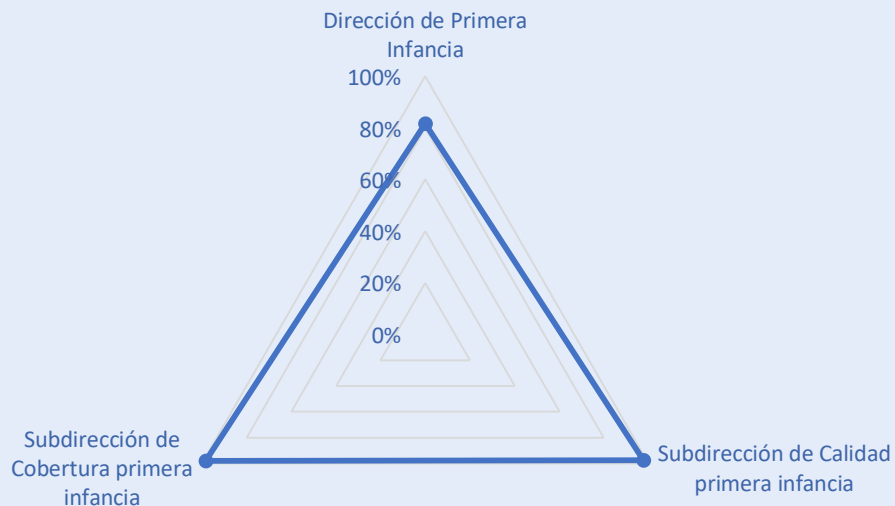 Dirección de Primera
Infancia
100%
80%
60%
40%
20%
0%
Subdirección de
Cobertura primera
infancia
Subdirección de Calidad
primera infancia